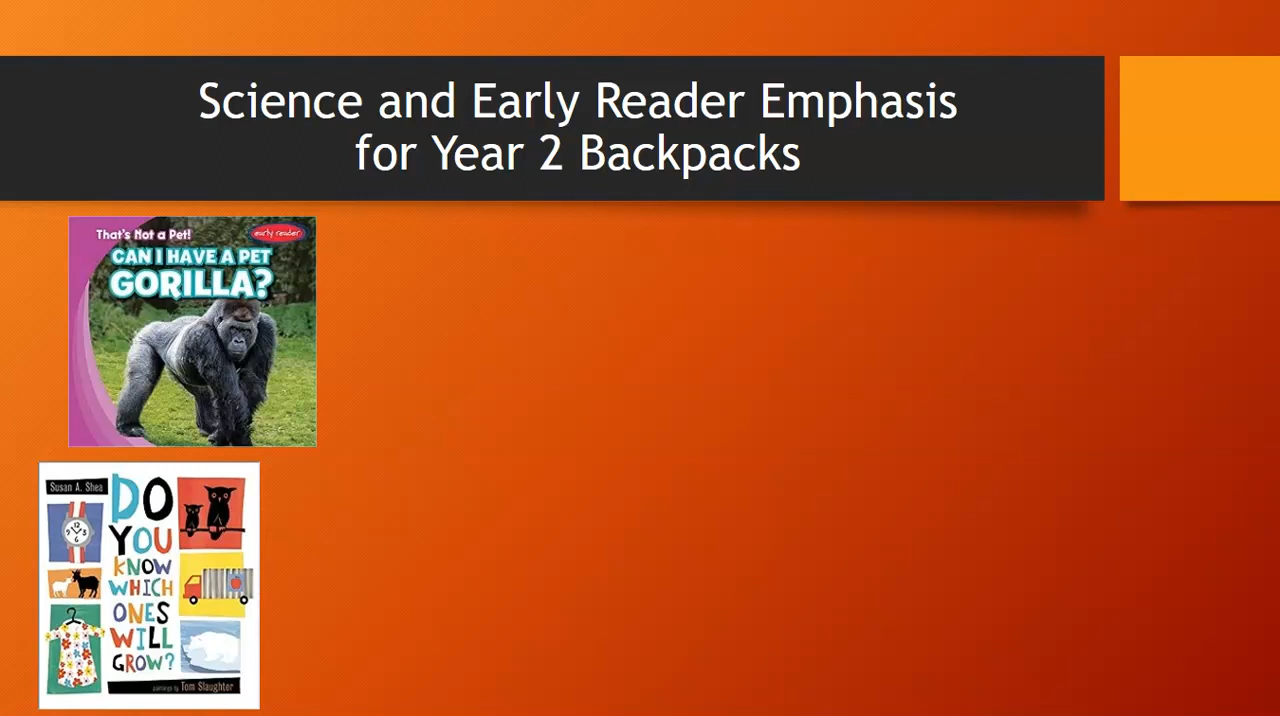 Science and Early Reader Emphasis
for Year 2 Backpacks
That's Not a Pet!
early reader
CAN I HAVE A PET
GORILLA?
Susan A. Shea
DO
YOU
KNOW
WHICH
ONES
WILL
GROW?
paintings by Tom Slaughter